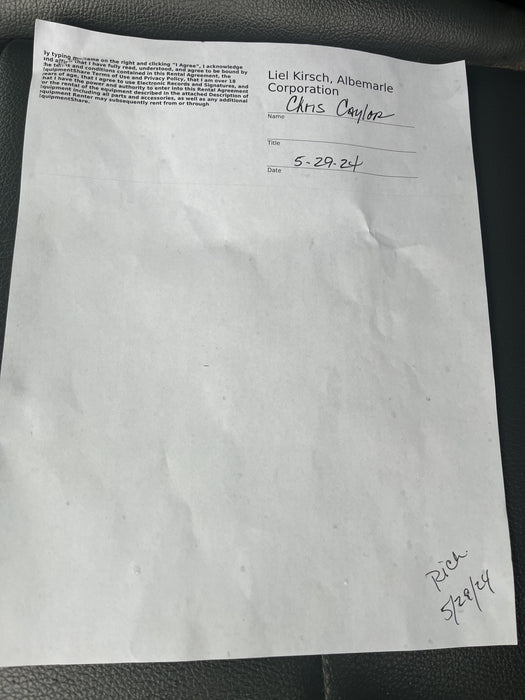 By typing my name on the right and clicking "I Agree", I acknowledge
and affirm that I have fully read, understood, and agree to be bound by
the terms and conditions contained in this Rental Agreement, the
EquipmentShare Terms of Use and Privacy Policy, that I am over 18
years of age, that I agree to use Electronic Records and Signatures, and
that I have the power and authority to enter into this Rental Agreement
for the rental of the equipment described in the attached Description of
Equipment including all parts and accessories, as well as any additional
equipment Renter may subsequently rent from or through
EquipmentShare.
Liel Kirsch, Albemarle
Corporation
Chris Caylor
Name
Title
5-29-24
Date
Rich
5/29/24